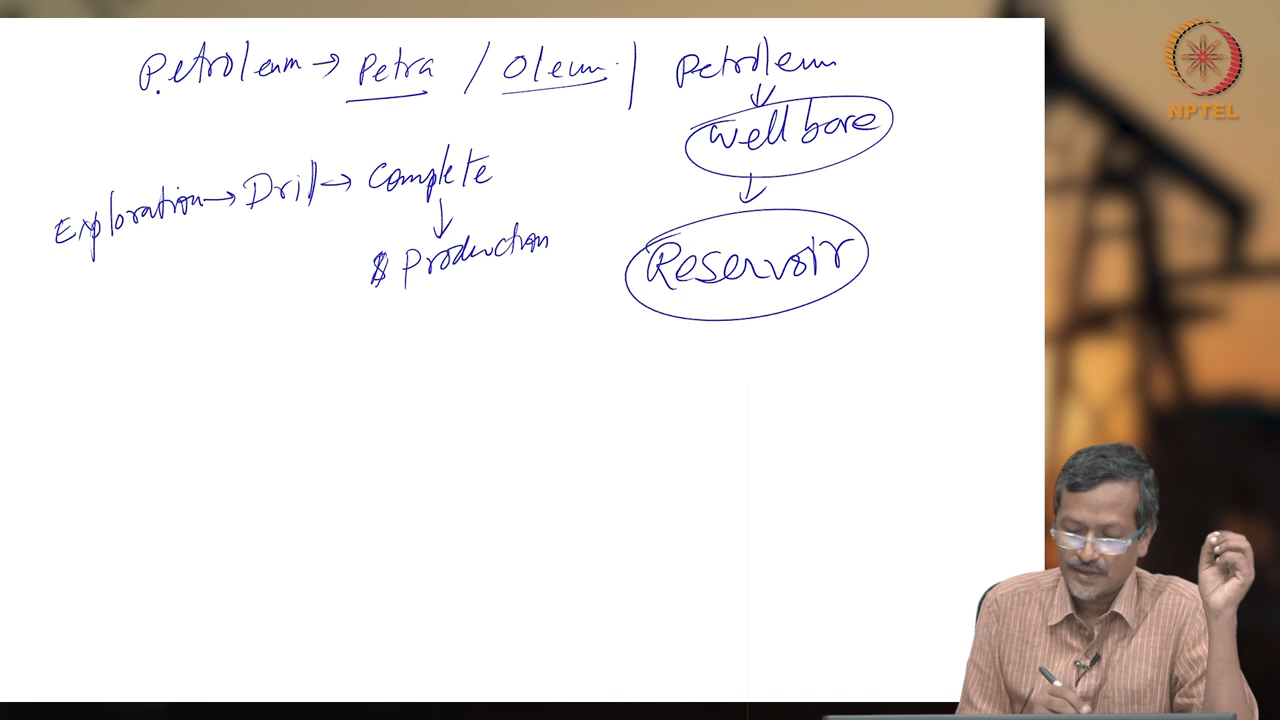 Petroleum → Petra / Oleum. | Petroleum
Well bore
Exploration → Drill → Complete
Production
Reservoir
NPTEL